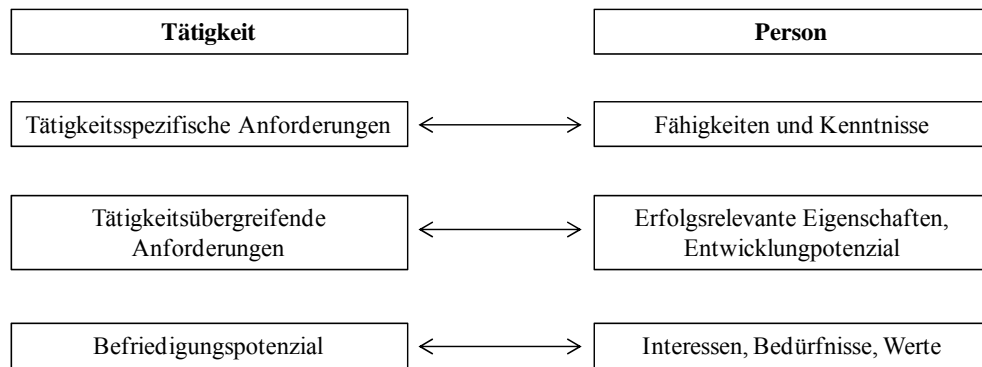 Tätigkeit
Person
Tätigkeitsspezifische Anforderungen
Fähigkeiten und Kenntnisse
Tätigkeitsübergreifende
Anforderungen
Erfolgsrelevante Eigenschaften,
Entwicklungpotenzial
Befriedigungspotenzial
Interessen, Bedürfnisse, Werte